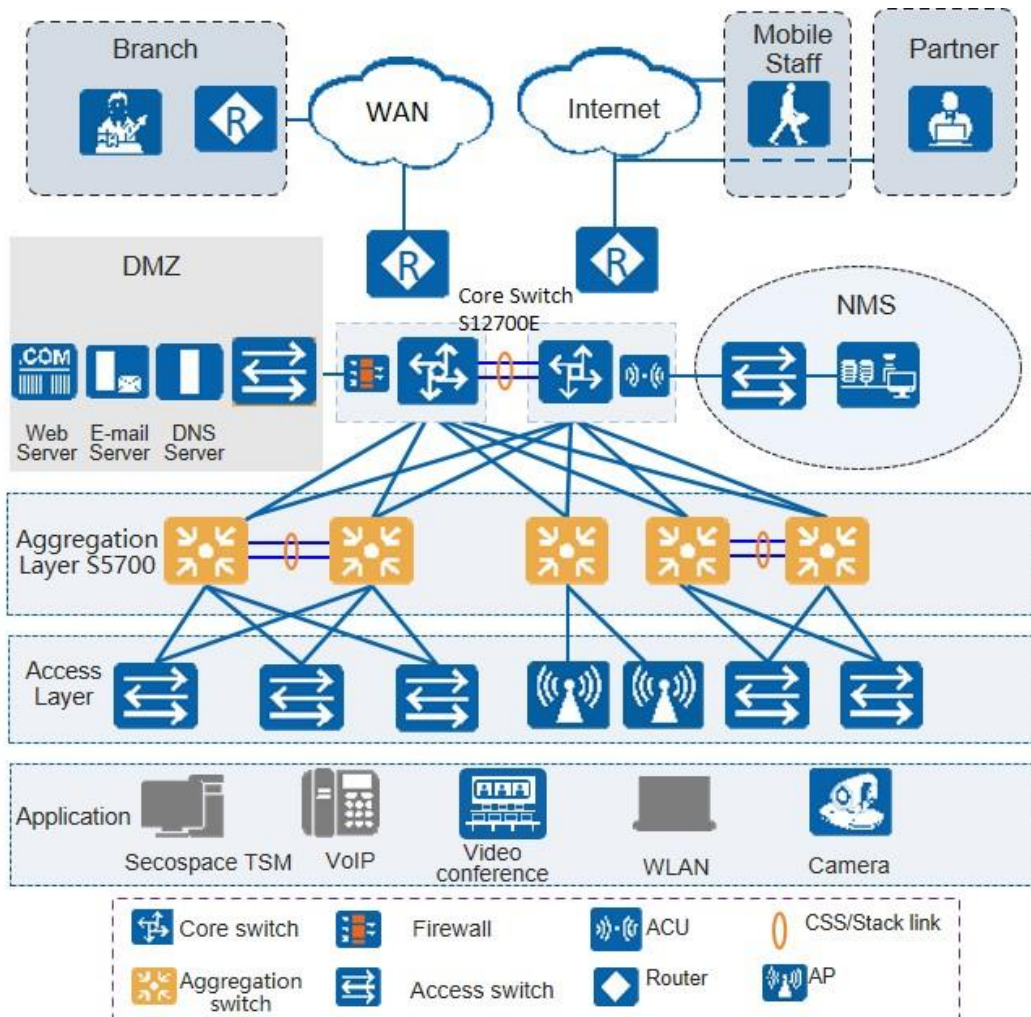 Branch
WAN
Internet
Mobile
Staff
Partner
R
R
R
DMZ
Core Switch
S12700E
NMS
.COM
Web
Server
E-mail
Server
DNS
Server
Aggregation
Layer S5700
Access
Layer
Application
Secospace TSM
VoIP
Video
conference
WLAN
Camera
Core switch
Firewall
ACU
CSS/Stack link
Aggregation
switch
Access switch
Router
AP